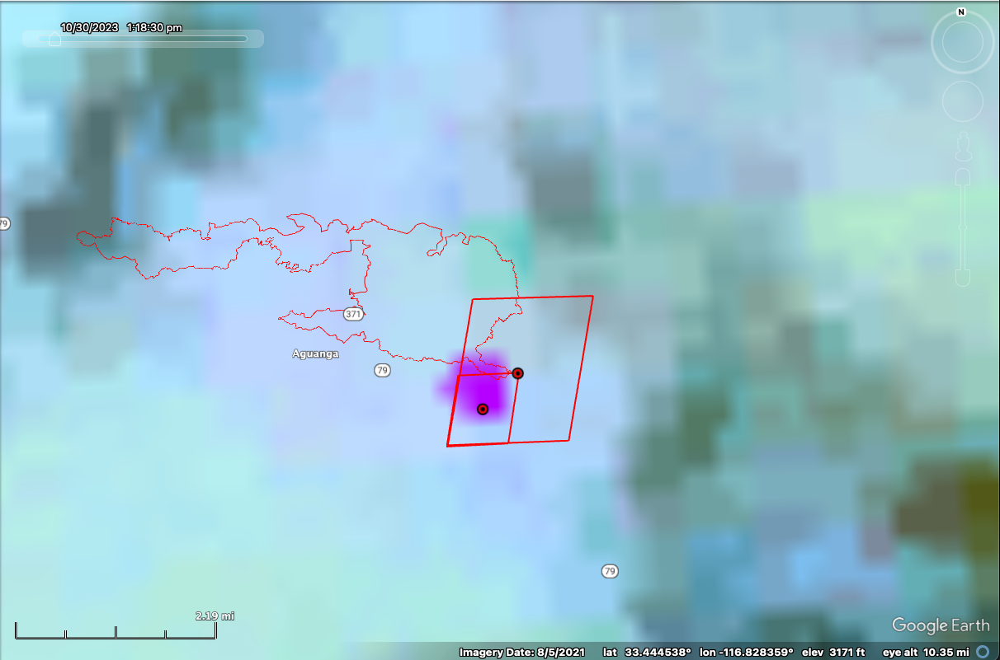 10/30/2023 1:18:30 pm
N
79
371
Aguanga
79
79
2.19 mi
Google Earth
Imagery Date: 8/5/2021 lat 33.444538° lon -116.828359° elev 3171 ft eye alt 10.35 mi